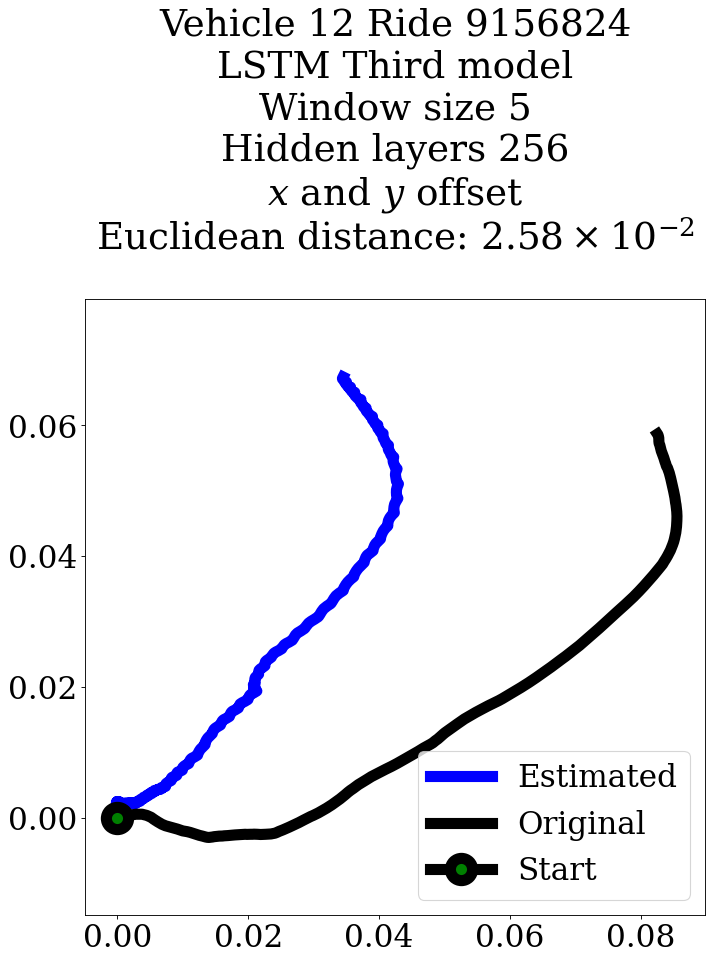 Vehicle 12 Ride 9156824
LSTM Third model
Window size 5
Hidden layers 256
x and y offset
Euclidean distance: 2.58 × 10⁻²
0.06
0.04
0.02
0.00
Estimated
Original
Start
0.00 0.02 0.04 0.06 0.08